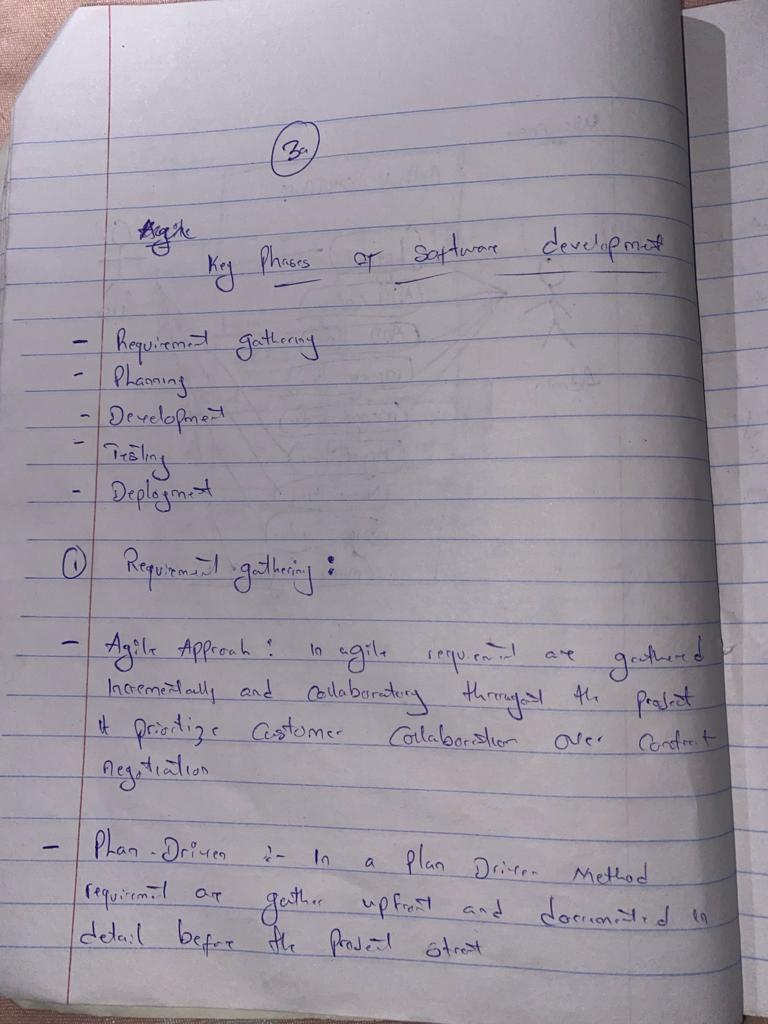 3a
Agile
Key Phases of Software development
- Requirement gathering
- Planning
- Development
- Testing
- Deployment
① Requirement gathering :
- Agile Approah : In agile requirement are gathered
Incrementally and collaboratory throughout the project
It prioritize Customer Collaboration over Contract
negotiation
- Plan-Driven :- In a Plan Driven Method
requirement are gather upfront and documented in
detail before the Project start